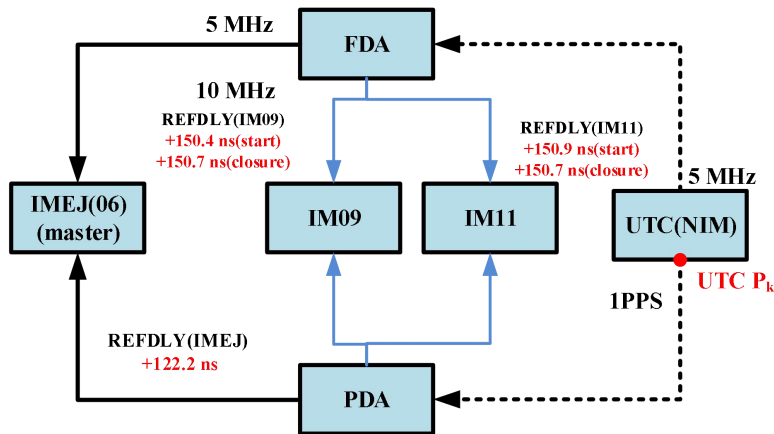 5 MHz
FDA
10 MHz
REFDLY(IM09)
+150.4 ns(start)
+150.7 ns(closure)
REFDLY(IM11)
+150.9 ns(start)
+150.7 ns(closure)
5 MHz
IMEJ(06)
(master)
IM09
IM11
UTC(NIM)
UTC Pk
1PPS
REFDLY(IMEJ)
+122.2 ns
PDA